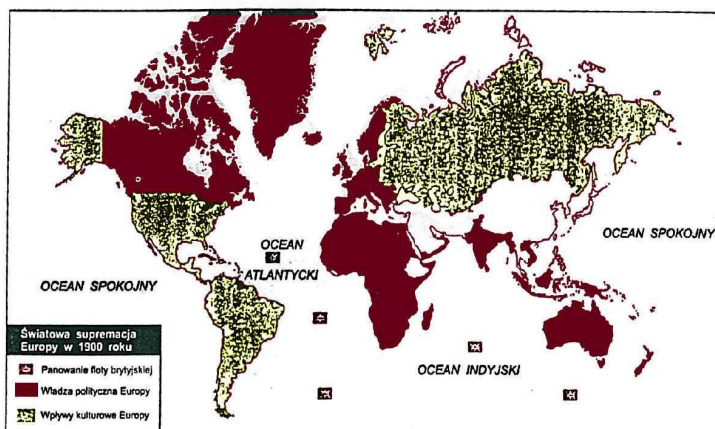 OCEAN SPOKOJNY
OCEAN
ATLANTYCKI
OCEAN SPOKOJNY
OCEAN INDYJSKI
Światowa supremacja
Europy w 1900 roku
Panowanie floty brytyjskiej
Władza polityczna Europy
Wpływy kulturowe Europy